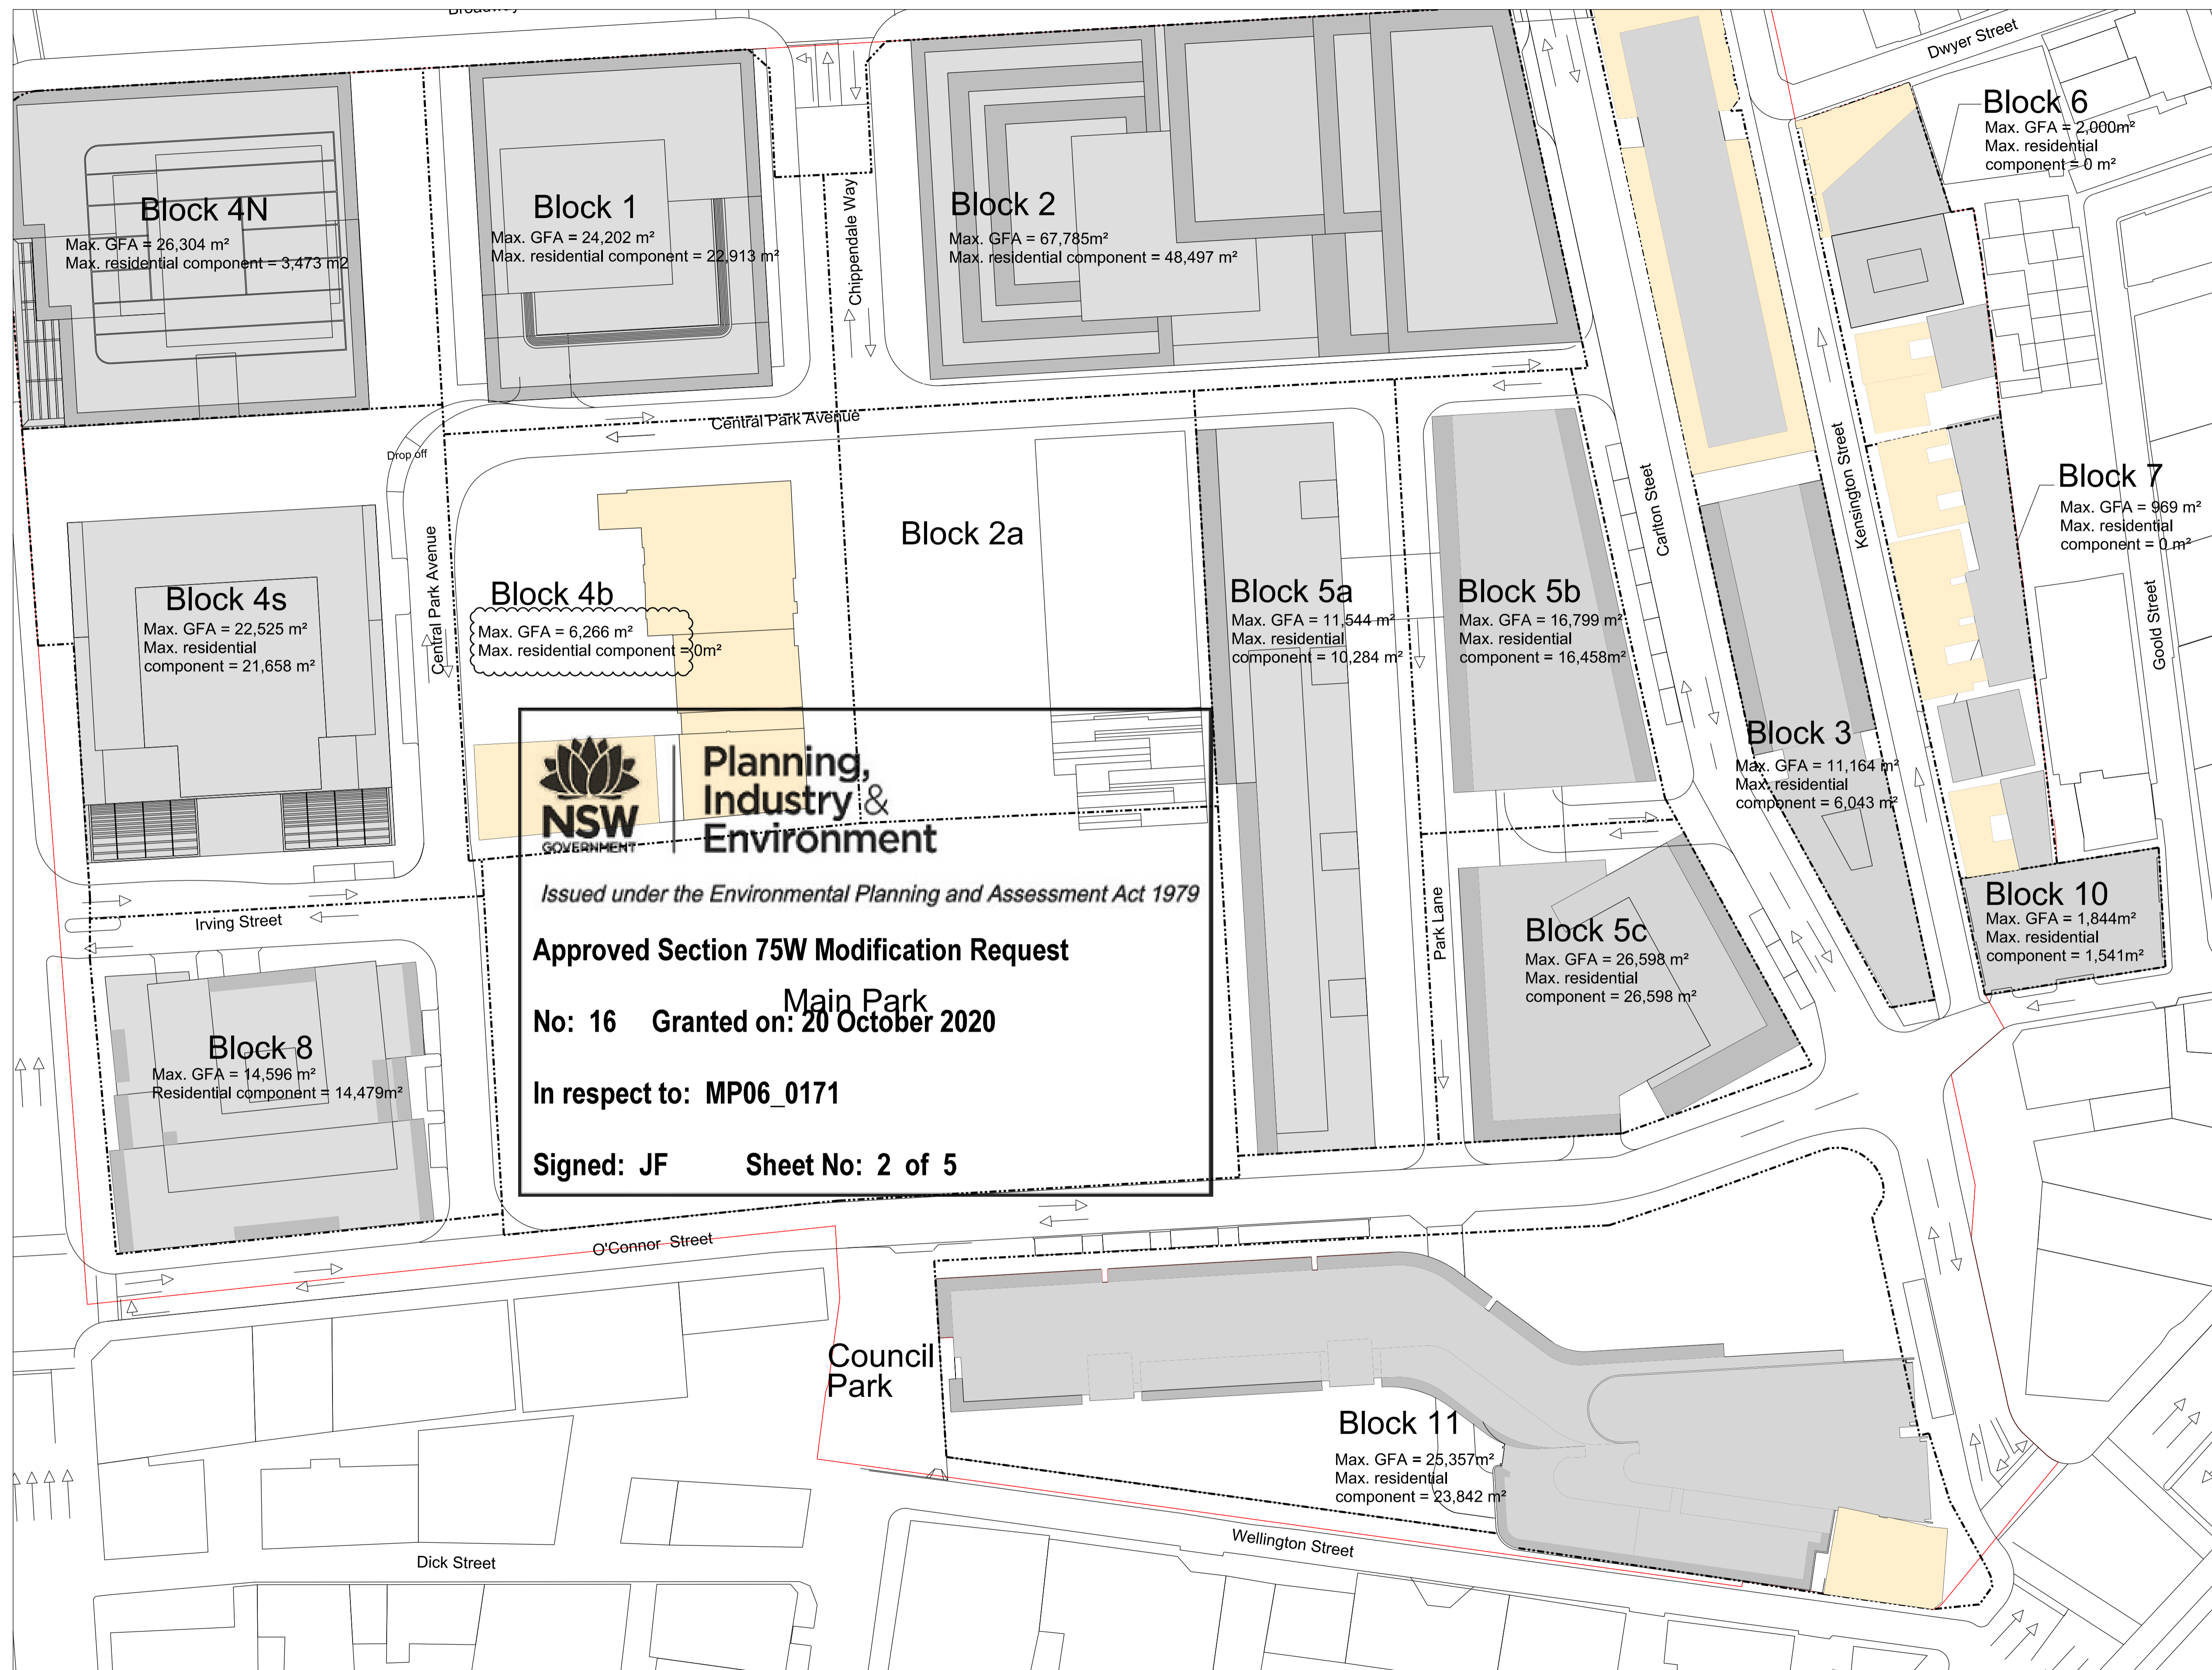 Dwyer Street
Block 6
Max. GFA = 2,000m²
Max. residential
component = 0 m²
Block 4N
Max. GFA = 26,304 m²
Max. residential component = 3,473 m2
Block 1
Max. GFA = 24,202 m²
Max. residential component = 22,913 m²
Chippendale Way
Block 2
Max. GFA = 67,785m²
Max. residential component = 48,497 m²
Central Park Avenue
Drop off
Kensington Street
Carlton Steet
Block 7
Max. GFA = 969 m²
Max. residential
component = 0 m²
Goold Street
Block 2a
Central Park Avenue
Block 4s
Max. GFA = 22,525 m²
Max. residential
component = 21,658 m²
Block 4b
Max. GFA = 6,266 m²
Max. residential component = 0m²
Block 5a
Max. GFA = 11,544 m²
Max. residential
component = 10,284 m²
Block 5b
Max. GFA = 16,799 m²
Max. residential
component = 16,458m²
Block 3
Max. GFA = 11,164 m²
Max. residential
component = 6,043 m²
NSW
GOVERNMENT
Planning,
Industry &
Environment
Issued under the Environmental Planning and Assessment Act 1979
Approved Section 75W Modification Request
Main Park
No: 16 Granted on: 20 October 2020
In respect to: MP06_0171
Signed: JF Sheet No: 2 of 5
Irving Street
Park Lane
Block 5c
Max. GFA = 26,598 m²
Max. residential
component = 26,598 m²
Block 10
Max. GFA = 1,844m²
Max. residential
component = 1,541m²
Block 8
Max. GFA = 14,596 m²
Residential component = 14,479m²
O'Connor Street
Council
Park
Block 11
Max. GFA = 25,357m²
Max. residential
component = 23,842 m²
Wellington Street
Dick Street